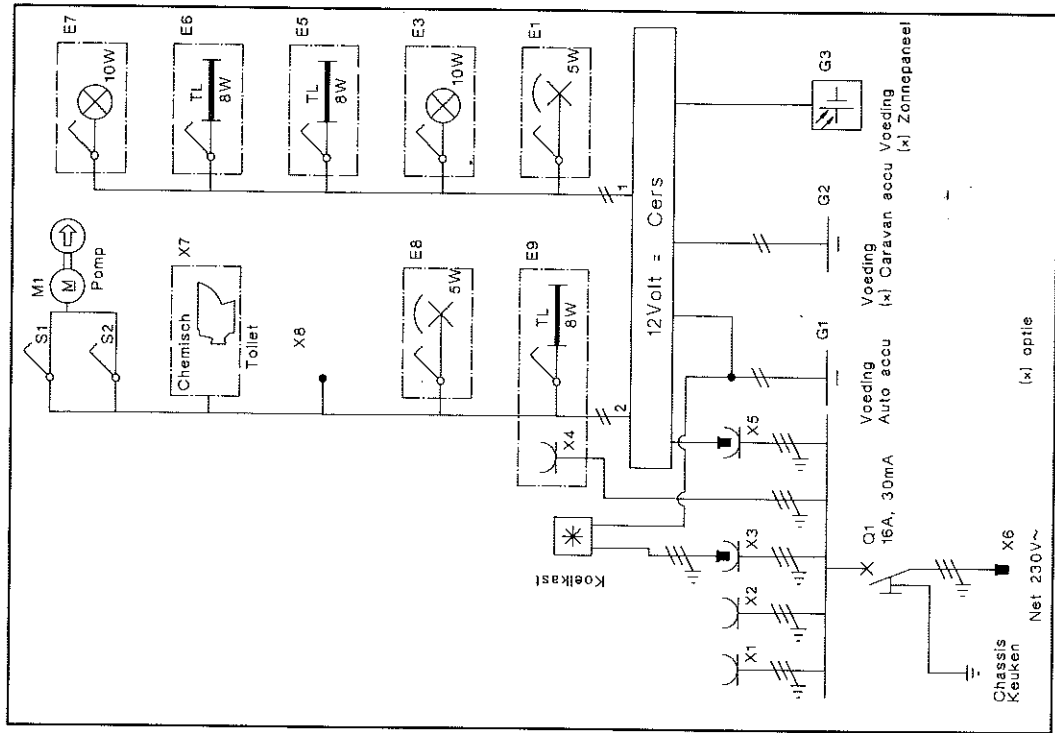 E7
10W
E6
TL
8W
E5
TL
8W
E3
10W
E1
5W
M1
M
Pomp
S1
S2
X7
Chemisch
Toilet
X8
E8
5W
E9
TL
8W
X4
1
2
12Volt = Cers
Koelkast
X1
X2
X3
X5
G1
Voeding
Auto accu
G2
Voeding
(x) Caravan accu
G3
Voeding
(x) Zonnepaneel
Q1
16A, 30mA
X6
Net 230V~
Chassis
Keuken
(x) optie